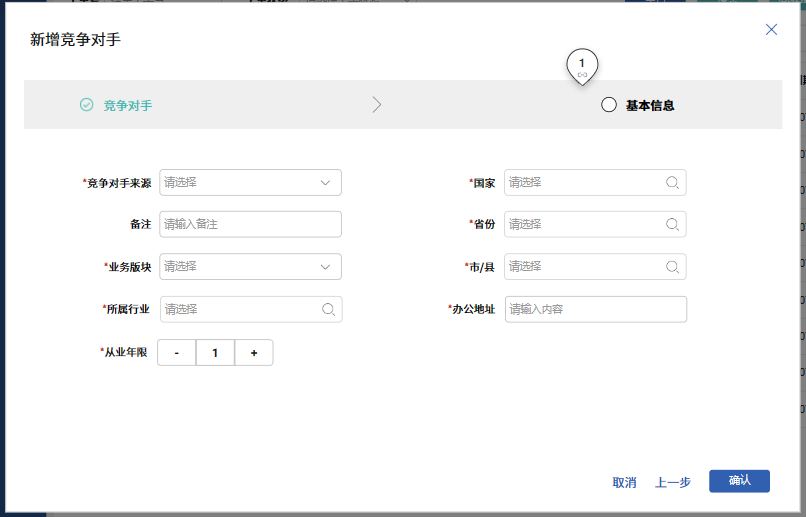 新增竞争对手
1
竞争对手
基本信息
*竞争对手来源 请选择 *国家 请选择
备注 请输入备注 *省份 请选择
*业务版块 请选择 *市/县 请选择
*所属行业 请选择 *办公地址 请输入内容
*从业年限 - 1 +
取消 上一步 确认